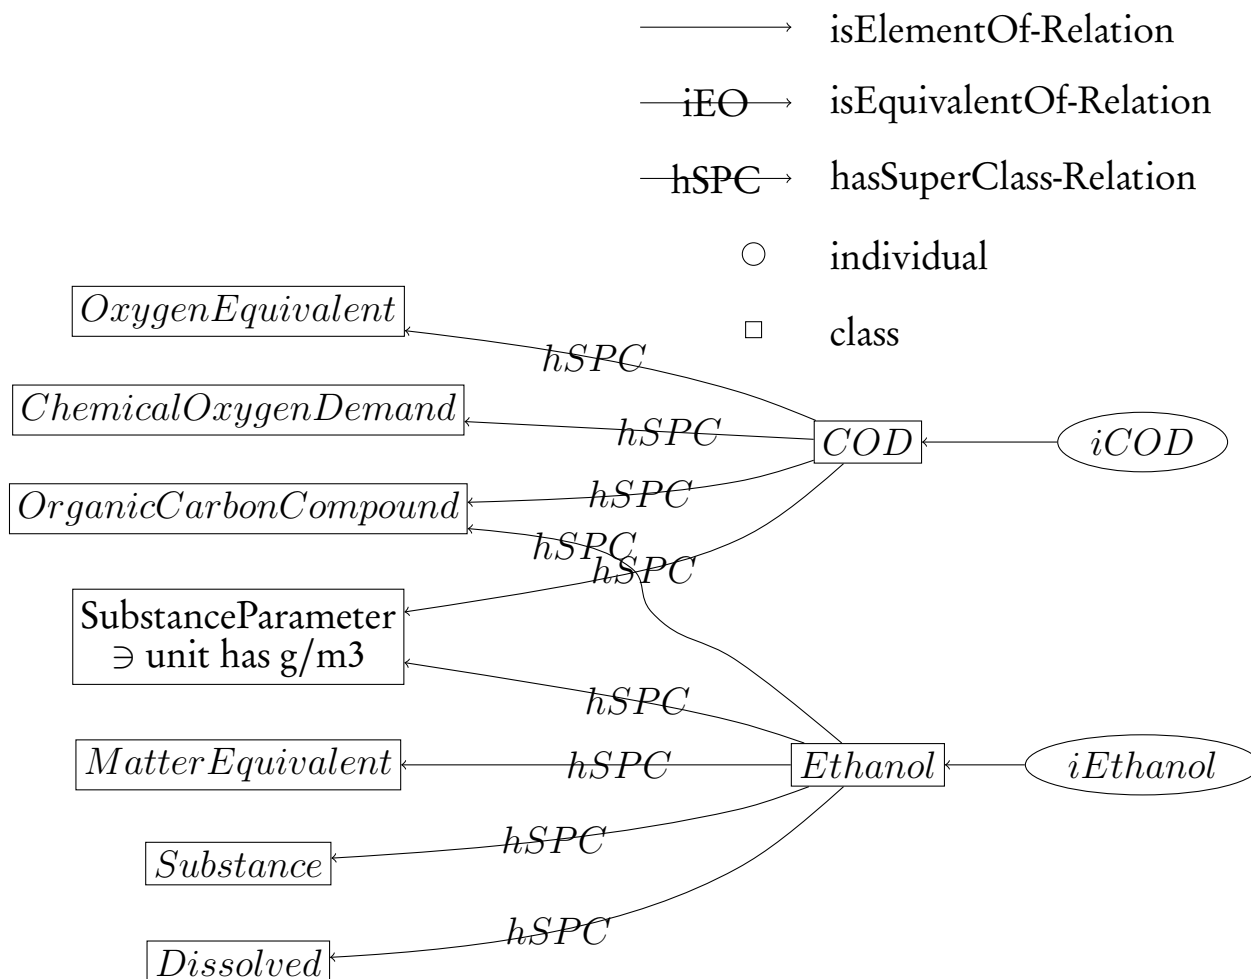 isElementOf-Relation
iEO isEquivalentOf-Relation
hSPC hasSuperClass-Relation
individual
class
OxygenEquivalent
hSPC
ChemicalOxygenDemand
hSPC
COD
iCOD
OrganicCarbonCompound
hSPC
hSPC
hSPC
SubstanceParameter
∋ unit has g/m3
hSPC
MatterEquivalent
hSPC
Ethanol
iEthanol
Substance
hSPC
Dissolved
hSPC